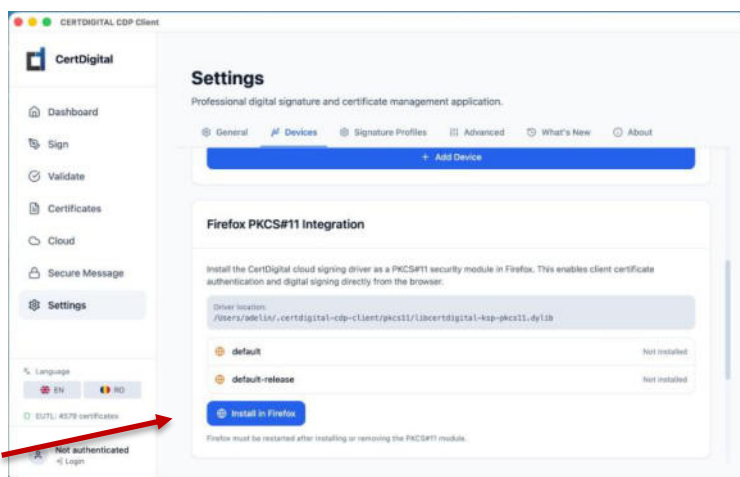 CERTDIGITAL CDP Client
CertDigital
Dashboard
Sign
Validate
Certificates
Cloud
Secure Message
Settings
Language
EN
RO
EUTL: 4579 certificates
Not authenticated
Login
Settings
Professional digital signature and certificate management application.
General
Devices
Signature Profiles
Advanced
What's New
About
+ Add Device
Firefox PKCS#11 Integration
Install the CertDigital cloud signing driver as a PKCS#11 security module in Firefox. This enables client certificate
authentication and digital signing directly from the browser.
Driver location:
/Users/adelin/.certdigital-cdp-client/pkcs11/libcertdigital-ksp-pkcs11.dylib
default
Not installed
default-release
Not installed
Install in Firefox
Firefox must be restarted after installing or removing the PKCS#11 module.